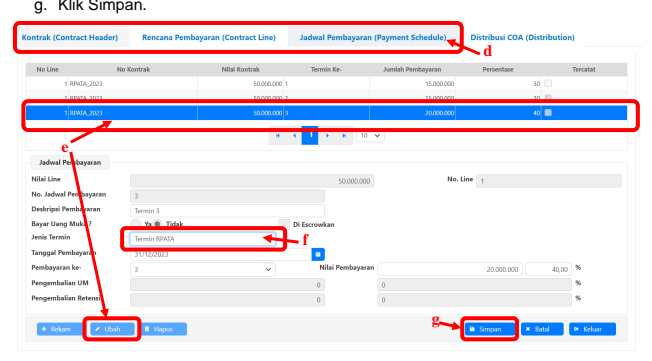 g. Klik Simpan.
Kontrak (Contract Header) Rencana Pembayaran (Contract Line) Jadwal Pembayaran (Payment Schedule) Distribusi COA (Distribution)
d
No Line No Kontrak Nilai Kontrak Termin Ke- Jumlah Pembayaran Persentase Tercatat
1 RPATA_2023 50.000.000 1 15.000.000 30
1 RPATA_2023 50.000.000 2 15.000.000 30
1 RPATA_2023 50.000.000 3 20.000.000 40
1 10
e
Jadwal Pembayaran
Nilai Line 50.000.000 No. Line 1
No. Jadwal Pembayaran 3
Deskripsi Pembayaran Termin 3
Bayar Uang Muka? Ya Tidak Di Escrowkan
Jenis Termin Termin RPATA f
Tanggal Pembayaran 31/12/2023
Pembayaran ke- 3 Nilai Pembayaran 20.000.000 40,00 %
Pengembalian UM 0 0 %
Pengembalian Retensi 0 0 %
g
Rekam Ubah Hapus Simpan Batal Keluar